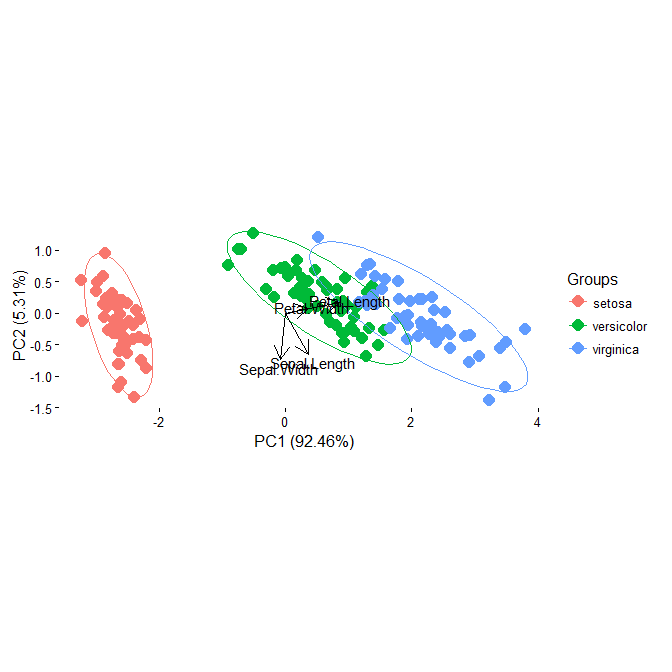 1.0
0.5
0.0
-0.5
-1.0
-1.5
PC2 (5.31%)
Petal.Length
Petal.Width
Sepal.Length
Sepal.Width
-2
0
2
4
PC1 (92.46%)
Groups
setosa
versicolor
virginica